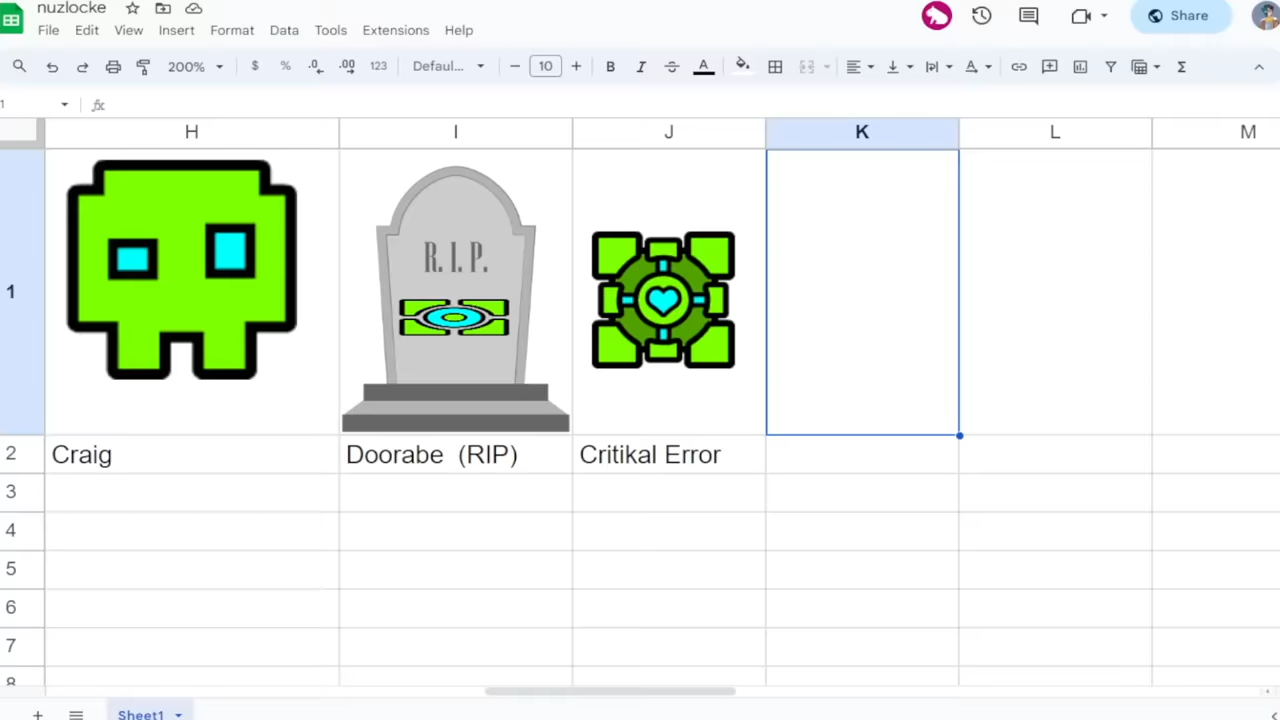 nuzlocke
File Edit View Insert Format Data Tools Extensions Help
Share
200% $ % .0 .00 123 Defaul... 10 B I S A Σ
1 fx
H I J K L M
1
R. I. P.
2 Craig Doorabe (RIP) Critikal Error
3
4
5
6
7
8
Sheet1